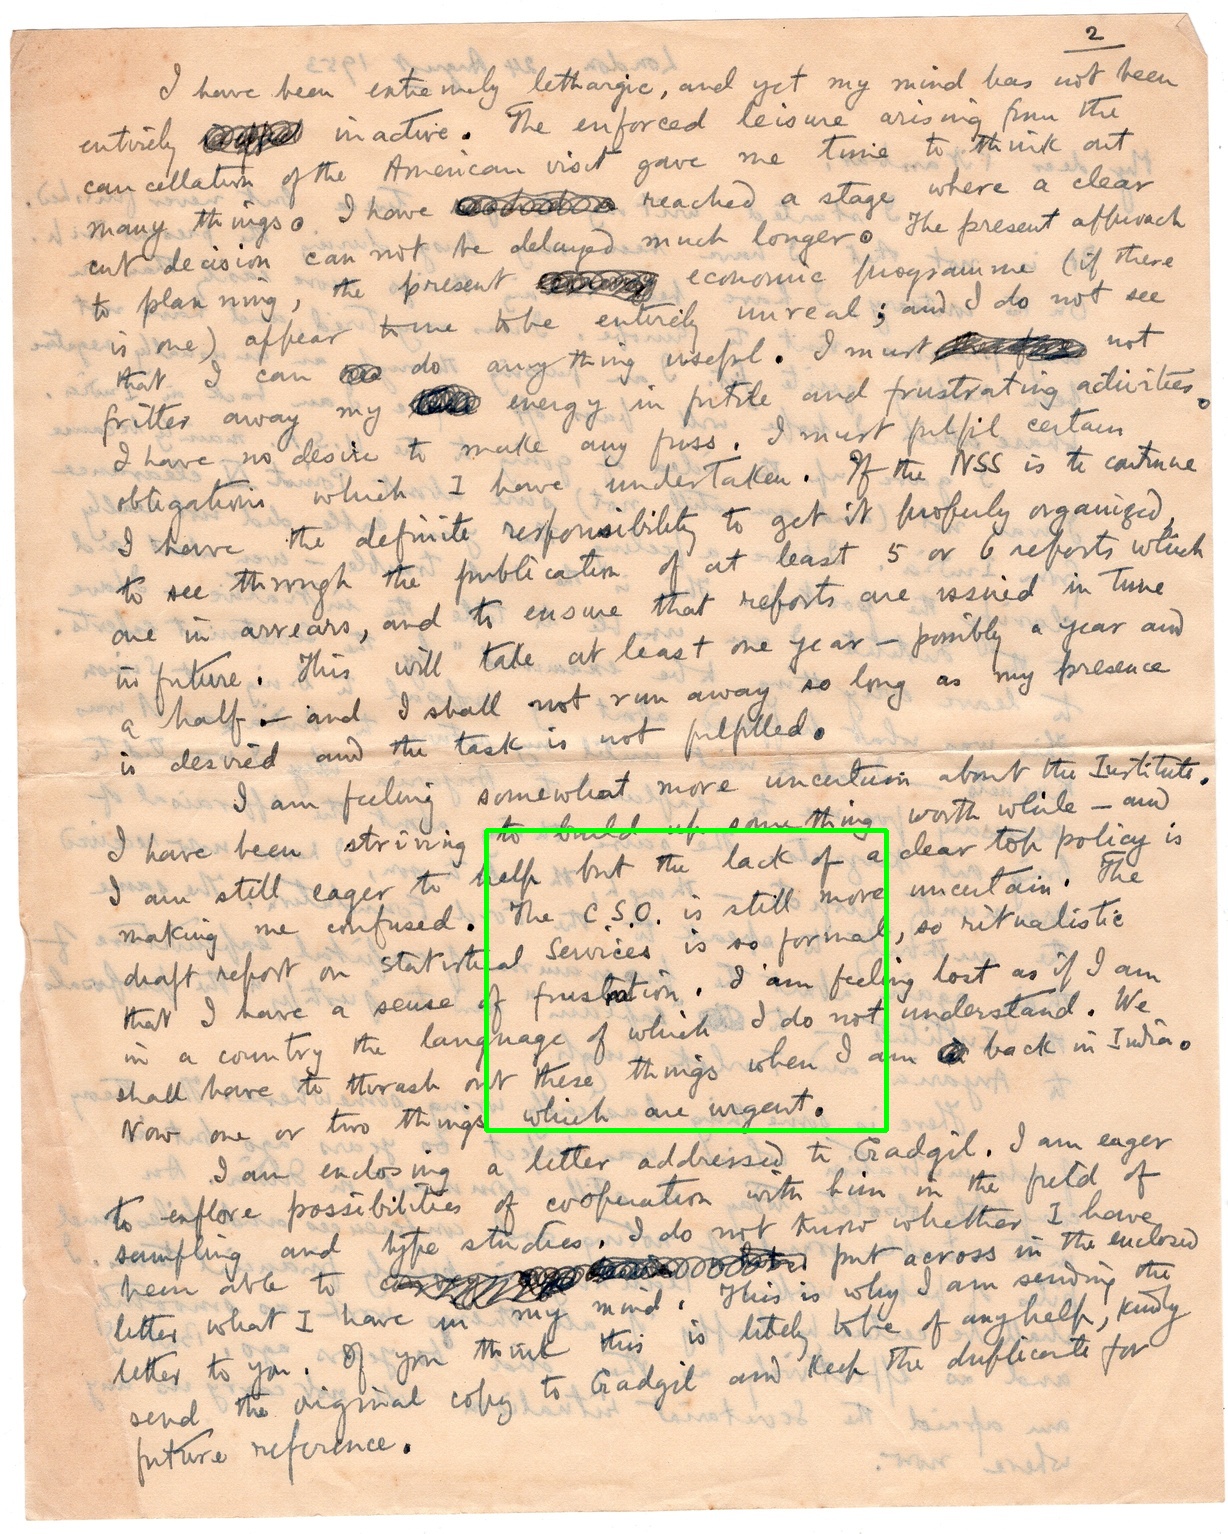 2
I have been extremely lethargic, and yet my mind has not been
entirely inactive. The enforced leisure arising from the
cancellation of the American visit gave me time to think out
many things. I have reached a stage where a clear
cut decision can not be delayed much longer. The present approach
to planning, the present economic programme (if there
is one) appear to me to be entirely unreal; and I do not see
that I can do anything useful. I must not
fritter away my energy in futile and frustrating activities.
I have no desire to make any fuss. I must fulfil certain
obligations which I have undertaken. If the NSS is to continue
I have the definite responsibility to get it properly organized,
to see through the publication of at least 5 or 6 reports which
are in arrears, and to ensure that reports are issued in time
in future. This will take at least one year – possibly a year and
a half – and I shall not run away so long as my presence
is desired and the task is not fulfilled.
I am feeling somewhat more uncertain about the Institute.
I have been striving to build up something worth while – and
I am still eager to help but the lack of a clear top policy is
making me confused. The C.S.O. is still more uncertain. The
draft report on Statistical Services is so formal, so ritualistic
that I have a sense of frustration. I am feeling lost as if I am
in a country the language of which I do not understand. We
shall have to thrash out these things when I am back in India.
Now one or two things which are urgent.
I am enclosing a letter addressed to Gadgil. I am eager
to explore possibilities of cooperation with him in the field of
sampling and type studies. I do not know whether I have
been able to put across in the enclosed
letter what I have in my mind. This is why I am sending the
letter to you. If you think this is likely to be of any help, kindly
send the original copy to Gadgil and keep the duplicate for
future reference.